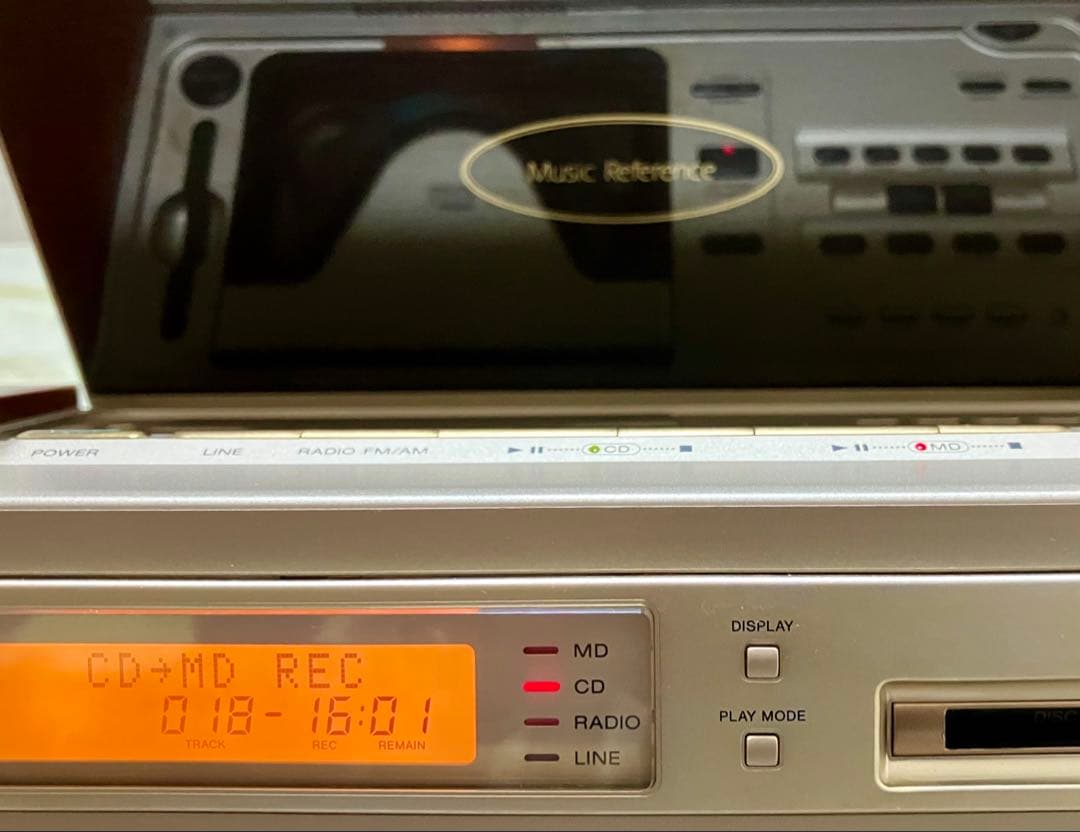 Music Reference
POWER LINE RADIO FM/AM CD MD
MD
CD→MD REC
CD
018-16:01
RADIO
TRACK REC REMAIN
LINE
DISPLAY
PLAY MODE
DISC